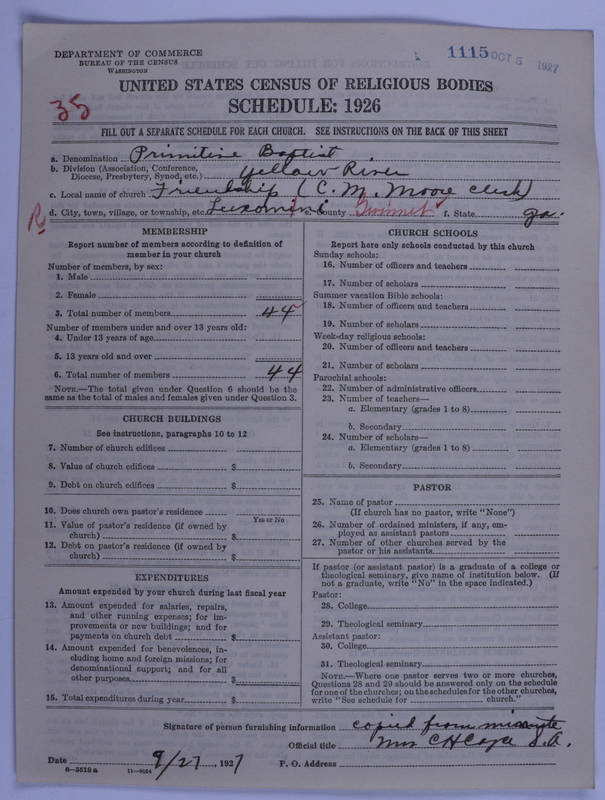 DEPARTMENT OF COMMERCE
BUREAU OF THE CENSUS
WASHINGTON
1115 OCT 5 1927
UNITED STATES CENSUS OF RELIGIOUS BODIES
SCHEDULE: 1926
35
FILL OUT A SEPARATE SCHEDULE FOR EACH CHURCH. SEE INSTRUCTIONS ON THE BACK OF THIS SHEET
a. Denomination Primitive Baptist
b. Division (Association, Conference, Diocese, Presbytery, Synod, etc.) Yellow River
c. Local name of church Friendship (C. M. Moore clerk)
R d. City, town, village, or township, etc. Luxomini e. County Gwinnet f. State Ga.
MEMBERSHIP
Report number of members according to definition of
member in your church
Number of members, by sex:
1. Male
2. Female
3. Total number of members 44
Number of members under and over 13 years old:
4. Under 13 years of age
5. 13 years old and over
6. Total number of members 44
NOTE.—The total given under Question 6 should be the
same as the total of males and females given under Question 3.
CHURCH BUILDINGS
See instructions, paragraphs 10 to 12
7. Number of church edifices
8. Value of church edifices $
9. Debt on church edifices $
10. Does church own pastor's residence
Yes or No
11. Value of pastor's residence (if owned by
church) $
12. Debt on pastor's residence (if owned by
church) $
EXPENDITURES
Amount expended by your church during last fiscal year
13. Amount expended for salaries, repairs,
and other running expenses; for im-
provements or new buildings; and for
payments on church debt $
14. Amount expended for benevolences, in-
cluding home and foreign missions; for
denominational support; and for all
other purposes $
15. Total expenditures during year $
CHURCH SCHOOLS
Report here only schools conducted by this church
Sunday schools:
16. Number of officers and teachers
17. Number of scholars
Summer vacation Bible schools:
18. Number of officers and teachers
19. Number of scholars
Week-day religious schools:
20. Number of officers and teachers
21. Number of scholars
Parochial schools:
22. Number of administrative officers
23. Number of teachers—
a. Elementary (grades 1 to 8)
b. Secondary
24. Number of scholars—
a. Elementary (grades 1 to 8)
b. Secondary
PASTOR
25. Name of pastor
(If church has no pastor, write "None")
26. Number of ordained ministers, if any, em-
ployed as assistant pastors
27. Number of other churches served by the
pastor or his assistants
If pastor (or assistant pastor) is a graduate of a college or
theological seminary, give name of institution below. (If
not a graduate, write "No" in the space indicated.)
Pastor:
28. College
29. Theological seminary
Assistant pastor:
30. College
31. Theological seminary
NOTE.—Where one pastor serves two or more churches,
Questions 28 and 29 should be answered only on the schedule
for one of the churches; on the schedules for the other churches,
write "See schedule for church."
Signature of person furnishing information copied from minute
Official title Mrs C H Cayce S.A.
Date 9/27, 1927 P. O. Address
8-5518a 11-9264